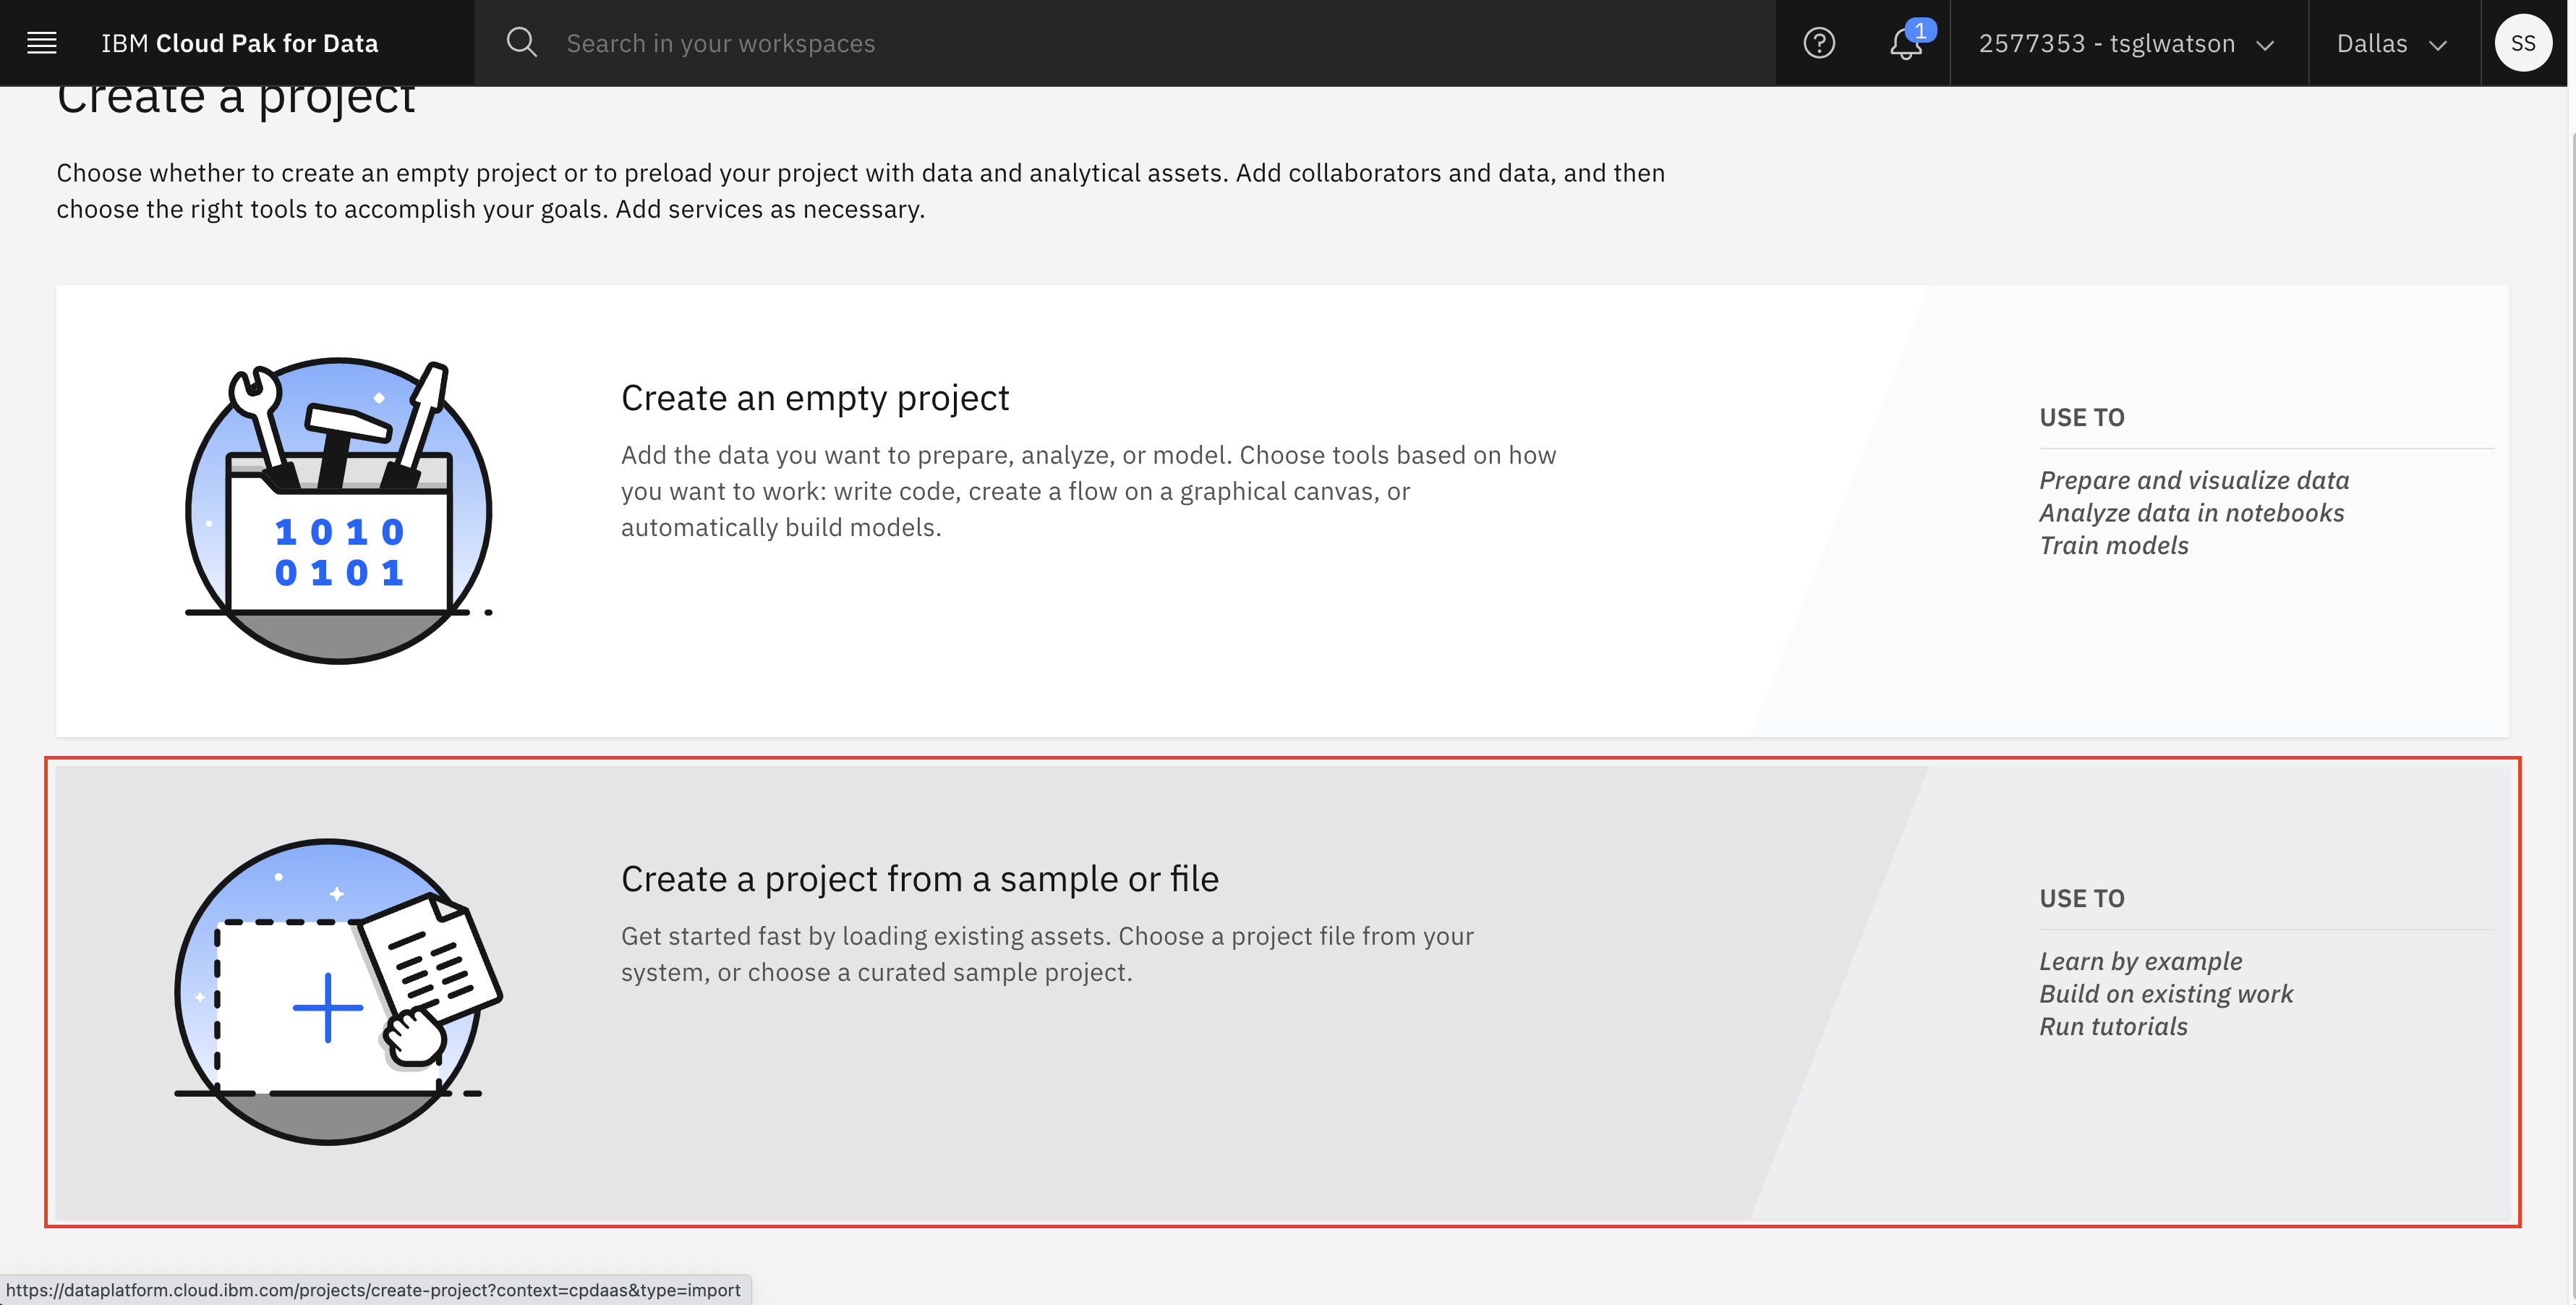 IBM Cloud Pak for Data
Search in your workspaces
1
2577353 - tsglwatson
Dallas
SS
Create a project
Choose whether to create an empty project or to preload your project with data and analytical assets. Add collaborators and data, and then
choose the right tools to accomplish your goals. Add services as necessary.
1 0 1 0
0 1 0 1
Create an empty project
Add the data you want to prepare, analyze, or model. Choose tools based on how
you want to work: write code, create a flow on a graphical canvas, or
automatically build models.
USE TO
Prepare and visualize data
Analyze data in notebooks
Train models
Create a project from a sample or file
Get started fast by loading existing assets. Choose a project file from your
system, or choose a curated sample project.
USE TO
Learn by example
Build on existing work
Run tutorials
https://dataplatform.cloud.ibm.com/projects/create-project?context=cpdaas&type=import